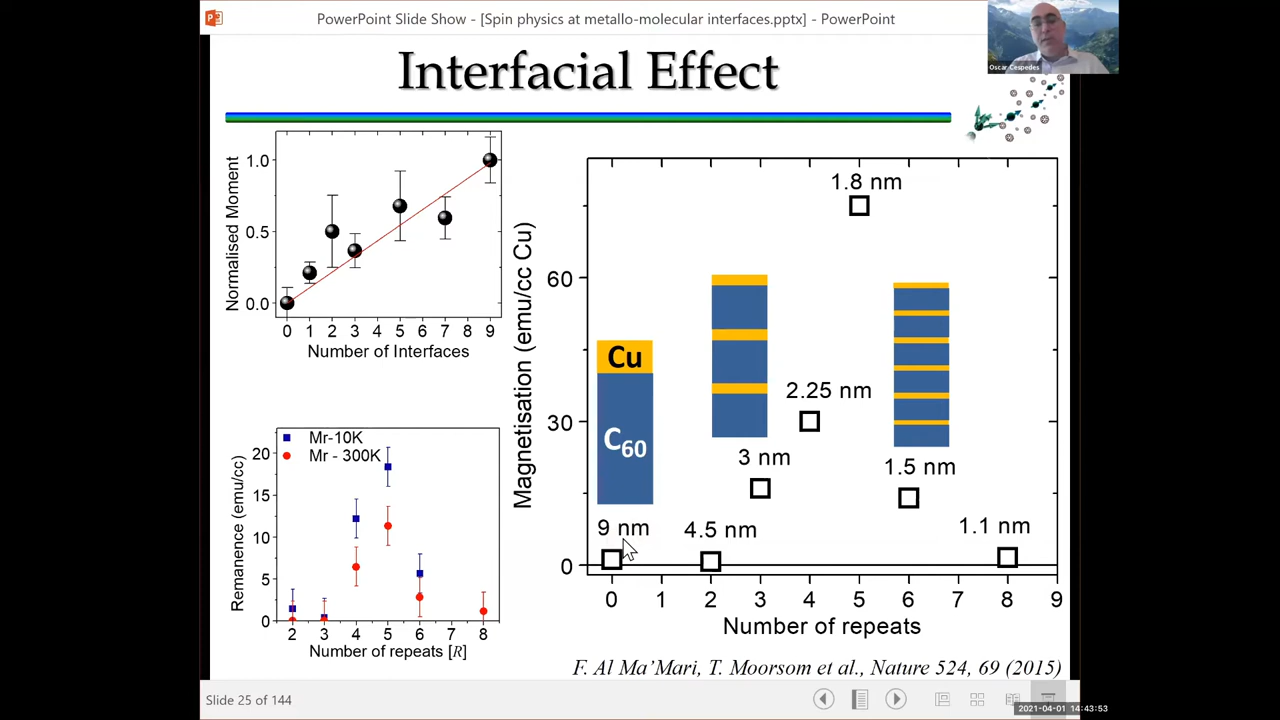 PowerPoint Slide Show - [Spin physics at metallo-molecular interfaces.pptx] - PowerPoint
Oscar Cespedes
Interfacial Effect
Normalised Moment
1.0
0.5
0.0
0 1 2 3 4 5 6 7 8 9
Number of Interfaces
Remanence (emu/cc)
Mr-10K
Mr - 300K
20
15
10
5
0
2 3 4 5 6 7 8
Number of repeats [R]
Magnetisation (emu/cc Cu)
60
30
0
1.8 nm
Cu
C60
2.25 nm
3 nm
1.5 nm
9 nm
4.5 nm
1.1 nm
0 1 2 3 4 5 6 7 8 9
Number of repeats
F. Al Ma'Mari, T. Moorsom et al., Nature 524, 69 (2015)
Slide 25 of 144
2021-04-01 14:43:53